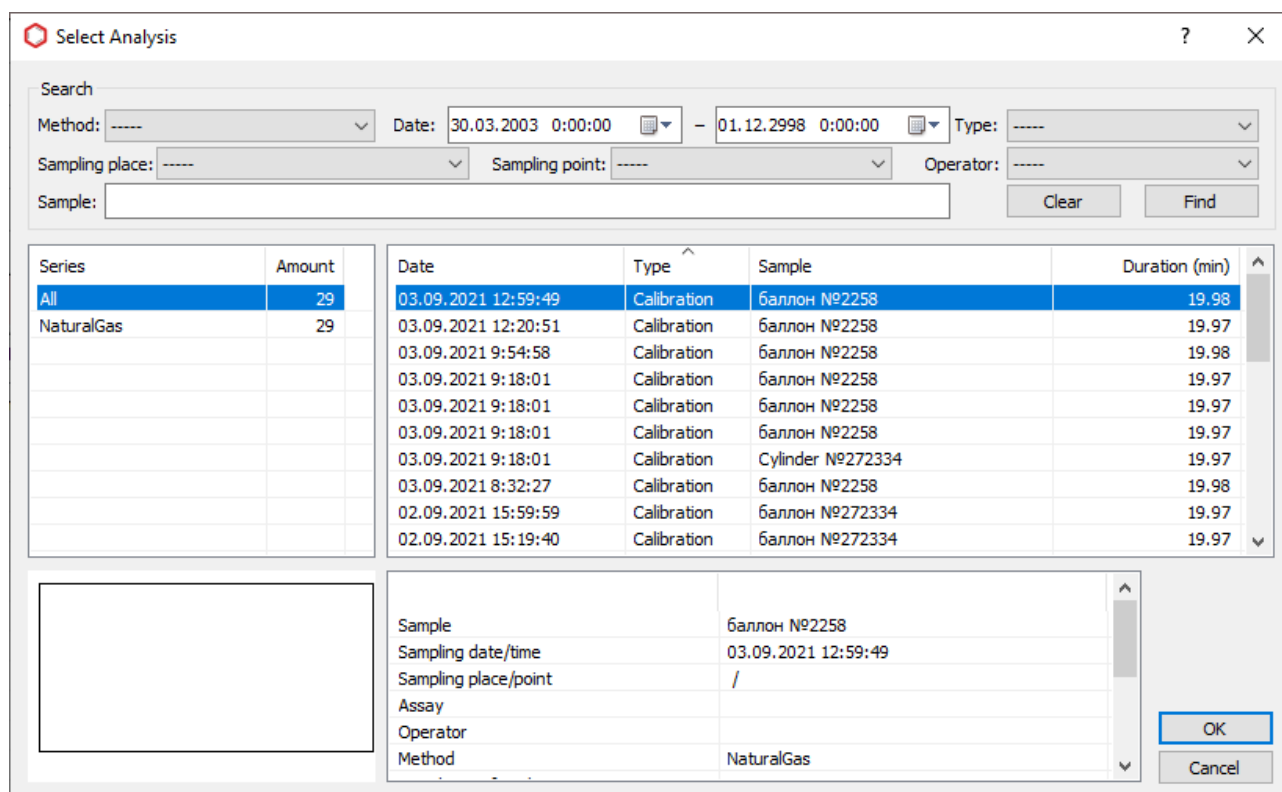 Select Analysis ?
Search
Method: ----- Date: 30.03.2003 0:00:00 – 01.12.2998 0:00:00 Type: -----
Sampling place: ----- Sampling point: ----- Operator: -----
Sample: Clear Find
Series Amount
All 29
NaturalGas 29
Date Type Sample Duration (min)
03.09.2021 12:59:49 Calibration баллон №2258 19.98
03.09.2021 12:20:51 Calibration баллон №2258 19.97
03.09.2021 9:54:58 Calibration баллон №2258 19.98
03.09.2021 9:18:01 Calibration баллон №2258 19.97
03.09.2021 9:18:01 Calibration баллон №2258 19.97
03.09.2021 9:18:01 Calibration баллон №2258 19.97
03.09.2021 9:18:01 Calibration Cylinder №272334 19.97
03.09.2021 8:32:27 Calibration баллон №2258 19.98
02.09.2021 15:59:59 Calibration баллон №272334 19.97
02.09.2021 15:19:40 Calibration баллон №272334 19.97
Sample баллон №2258
Sampling date/time 03.09.2021 12:59:49
Sampling place/point /
Assay
Operator
Method NaturalGas
OK
Cancel